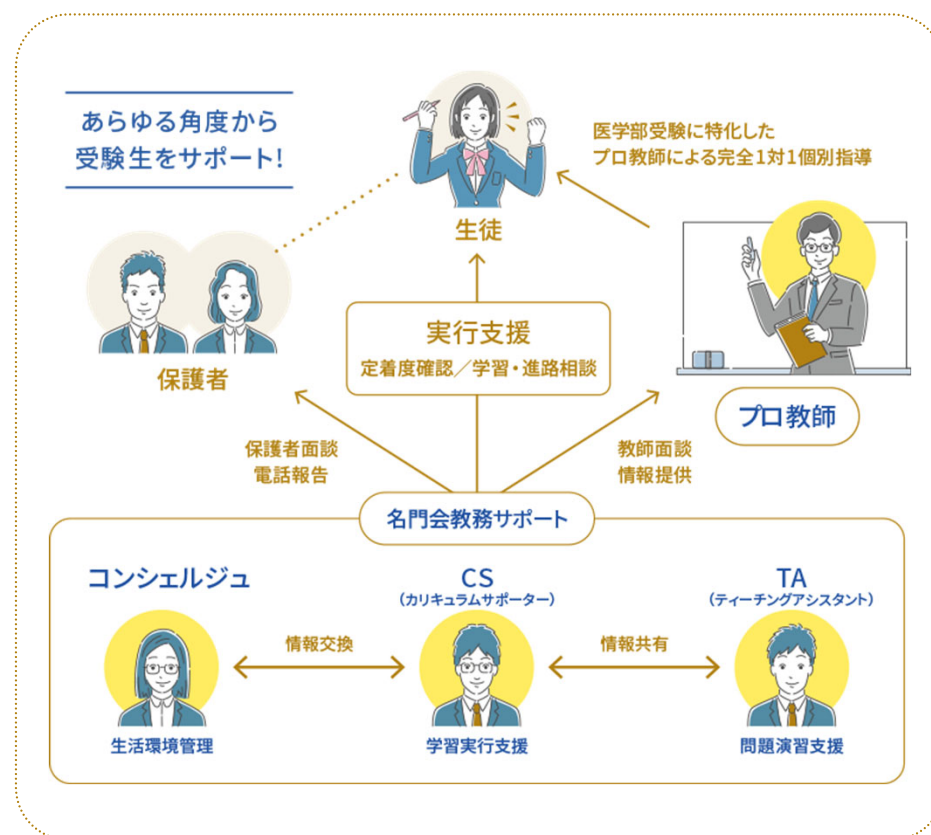 あらゆる角度から
受験生をサポート!
医学部受験に特化した
プロ教師による完全1対1個別指導
生徒
保護者
実行支援
定着度確認／学習・進路相談
プロ教師
保護者面談
電話報告
教師面談
情報提供
名門会教務サポート
コンシェルジュ
CS
（カリキュラムサポーター）
TA
（ティーチングアシスタント）
情報交換
情報共有
生活環境管理
学習実行支援
問題演習支援